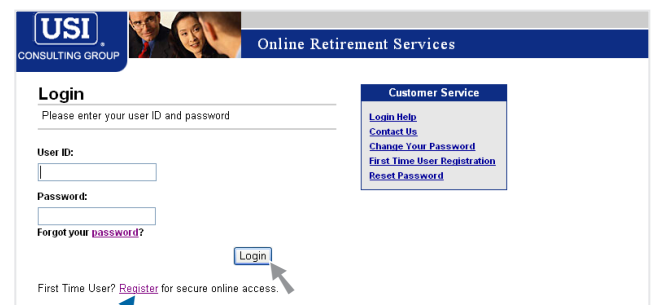 USI
CONSULTING GROUP
Online Retirement Services
Login
Please enter your user ID and password
User ID:
Password:
Forgot your password?
Login
First Time User? Register for secure online access.
Customer Service
Login Help
Contact Us
Change Your Password
First Time User Registration
Reset Password